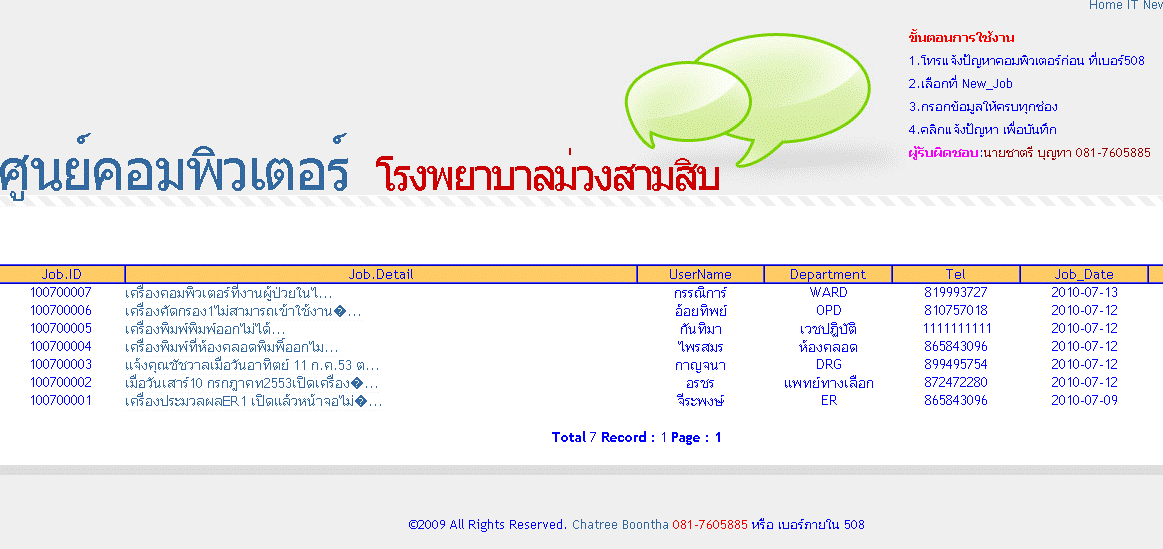 Home IT Nev
ขั้นตอนการใช้งาน
1.โทรแจ้งปัญหาคอมพิวเตอร์ก่อน ที่เบอร์508
2.เลือกที่ New_Job
3.กรอกข้อมูลให้ครบทุกช่อง
4.คลิกแจ้งปัญหา เพื่อบันทึก
ผู้รับผิดชอบ:นายชาตรี บุญทา 081-7605885
ศูนย์คอมพิวเตอร์ โรงพยาบาลม่วงสามสิบ
Job.ID Job.Detail UserName Department Tel Job_Date
100700007 เครื่องคอมพิวเตอร์ที่งานผู้ป่วยในไ... กรรณิการ์ WARD 819993727 2010-07-13
100700006 เครื่องคัดกรอง1ไม่สามารถเข้าใช้งาน�... อ้อยทิพย์ OPD 810757018 2010-07-12
100700005 เครื่องพิมพ์พิมพ์ออกไม่ได้... กันทิมา เวชปฎิบัติ 1111111111 2010-07-12
100700004 เครื่องพิมพ์ที่ห้องคลอดพิมพิ์ออกไม... ไพรสมร ห้องคลอด 865843096 2010-07-12
100700003 แจ้งคุณชัชวาลเมื่อวันอาทิตย์ 11 ก.ค.53 ต... กาญจนา DRG 899495754 2010-07-12
100700002 เมื่อวันเสาร์10 กรกฎาคท2553เปิดเครื่อง�... อรชร แพทย์ทางเลือก 872472280 2010-07-12
100700001 เครื่องประมวลผลER1 เปิดแล้วหน้าจอไม่�... จีระพงษ์ ER 865843096 2010-07-09
Total 7 Record : 1 Page : 1
©2009 All Rights Reserved. Chatree Boontha 081-7605885 หรือ เบอร์ภายใน 508